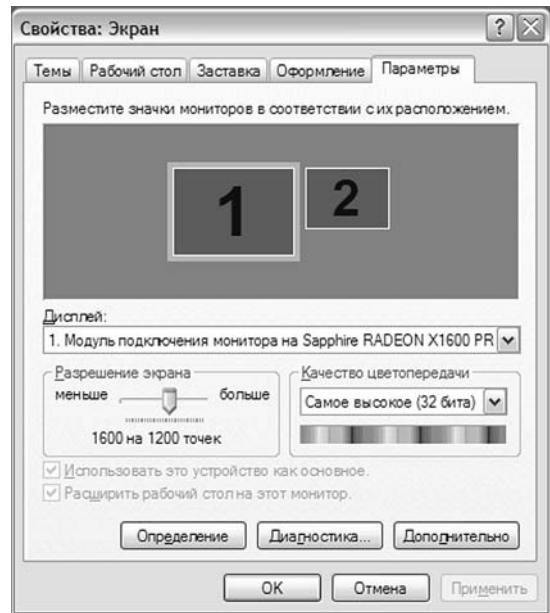 Свойства: Экран
Темы Рабочий стол Заставка Оформление Параметры
Разместите значки мониторов в соответствии с их расположением.
1 2
Дисплей:
1. Модуль подключения монитора на Sapphire RADEON X1600 PR
Разрешение экрана
меньше больше
1600 на 1200 точек
Качество цветопередачи
Самое высокое (32 бита)
Использовать это устройство как основное.
Расширить рабочий стол на этот монитор.
Определение Диагностика... Дополнительно
OK Отмена Применить